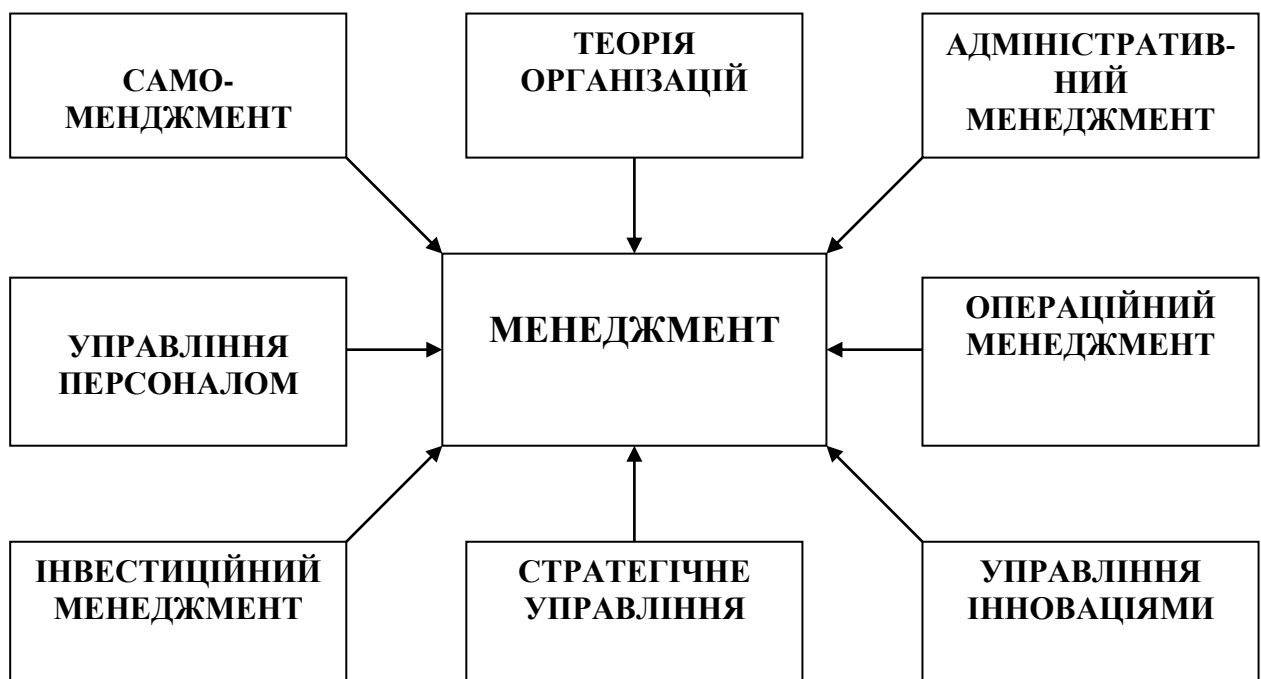 САМО-
МЕНДЖМЕНТ
ТЕОРІЯ
ОРГАНІЗАЦІЙ
АДМІНІСТРАТИВ-
НИЙ
МЕНЕДЖМЕНТ
УПРАВЛІННЯ
ПЕРСОНАЛОМ
МЕНЕДЖМЕНТ
ОПЕРАЦІЙНИЙ
МЕНЕДЖМЕНТ
ІНВЕСТИЦІЙНИЙ
МЕНЕДЖМЕНТ
СТРАТЕГІЧНЕ
УПРАВЛІННЯ
УПРАВЛІННЯ
ІННОВАЦІЯМИ